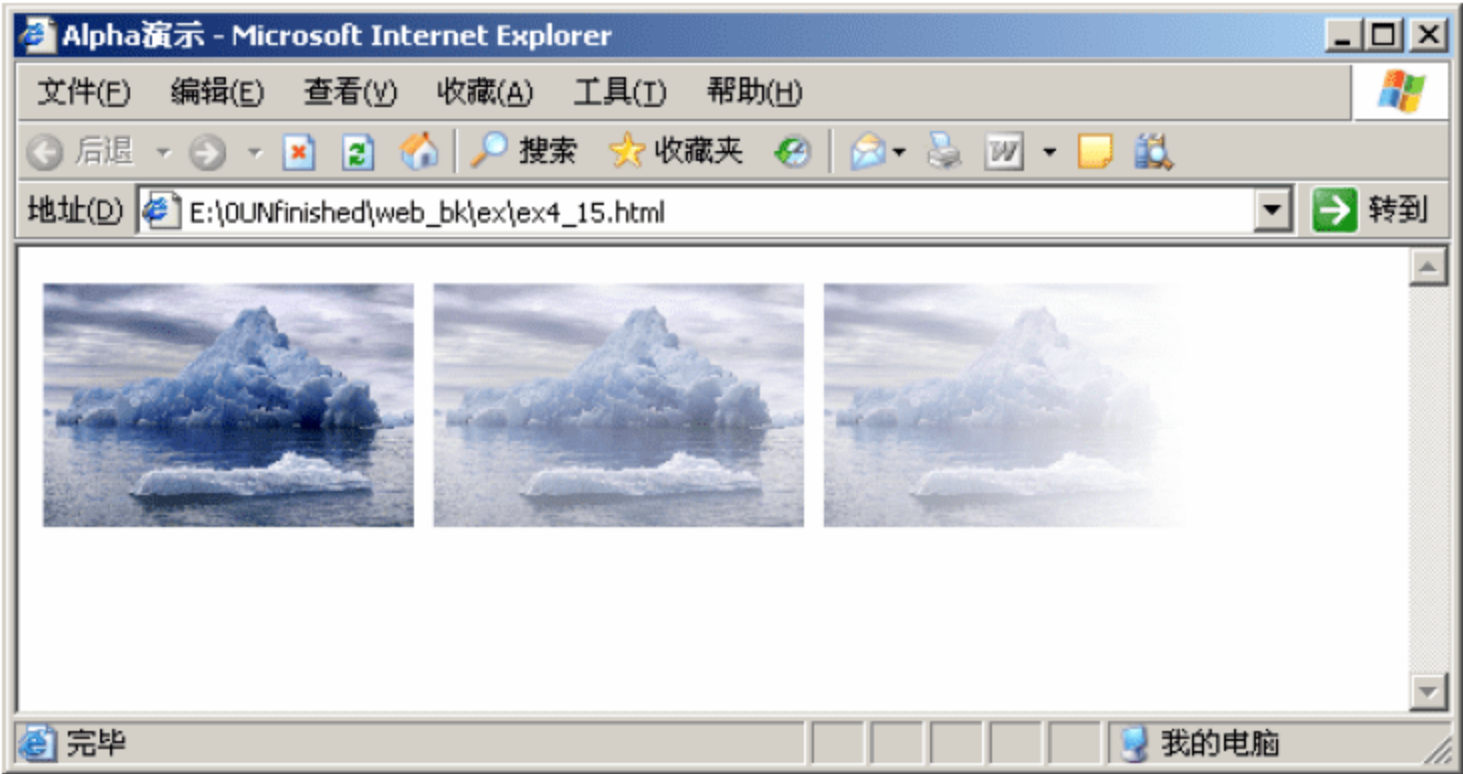 Alpha演示 - Microsoft Internet Explorer
文件(F) 编辑(E) 查看(V) 收藏(A) 工具(T) 帮助(H)
后退 搜索 收藏夹 W
地址(D) E:\0UNfinished\web_bk\ex\ex4_15.html 转到
完毕 我的电脑